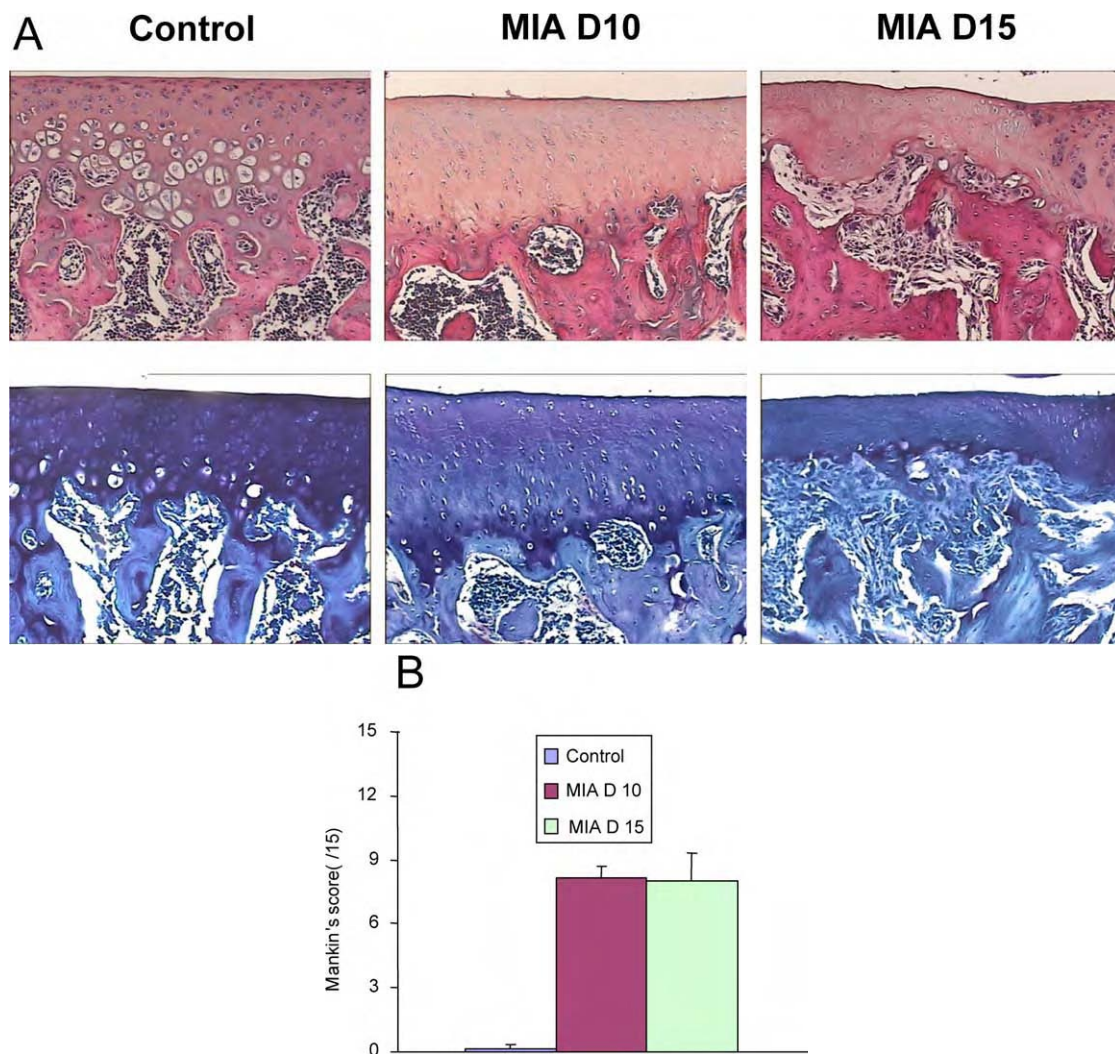 A
Control
MIA D10
MIA D15
B
15
12
9
6
3
0
Mankin's score( /15)
Control
MIA D 10
MIA D 15